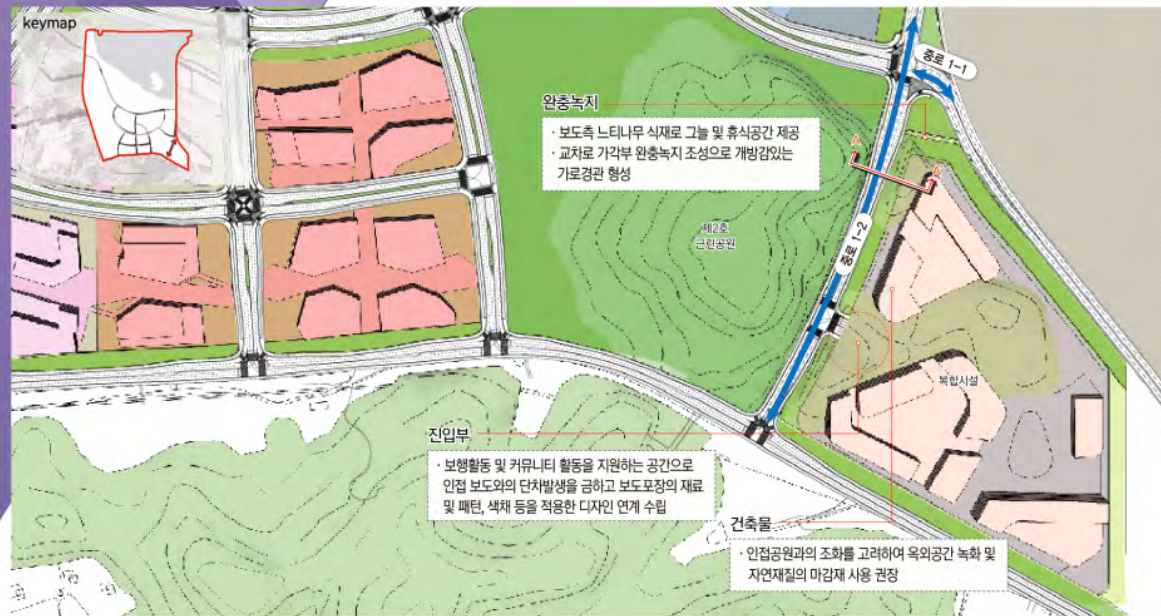 keymap
중로 1-1
완충녹지
· 보도측 느티나무 식재로 그늘 및 휴식공간 제공
· 교차로 가각부 완충녹지 조성으로 개방감있는
가로경관 형성
A
제2호
근린공원
중로 1-2
복합시설
진입부
· 보행활동 및 커뮤니티 활동을 지원하는 공간으로
인접 보도와의 단차발생을 금하고 보도포장의 재료
및 패턴, 색채 등을 적용한 디자인 연계 수립
건축물
· 인접공원과의 조화를 고려하여 옥외공간 녹화 및
자연재질의 마감재 사용 권장